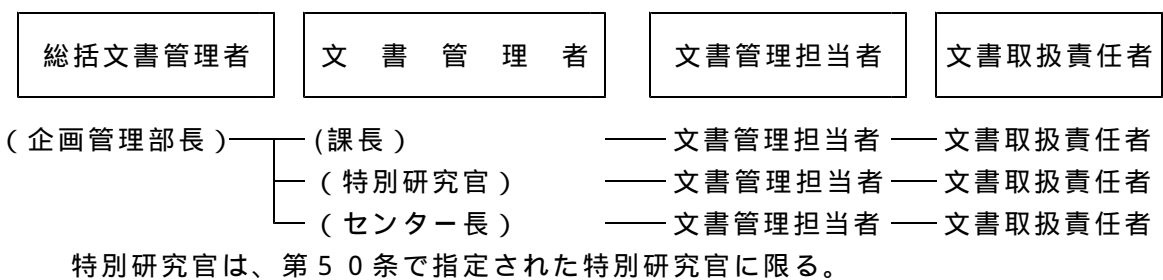 総括文書管理者 文書管理者 文書管理担当者 文書取扱責任者
(企画管理部長) (課長) 文書管理担当者 文書取扱責任者
(特別研究官) 文書管理担当者 文書取扱責任者
(センター長) 文書管理担当者 文書取扱責任者
特別研究官は、第50条で指定された特別研究官に限る。